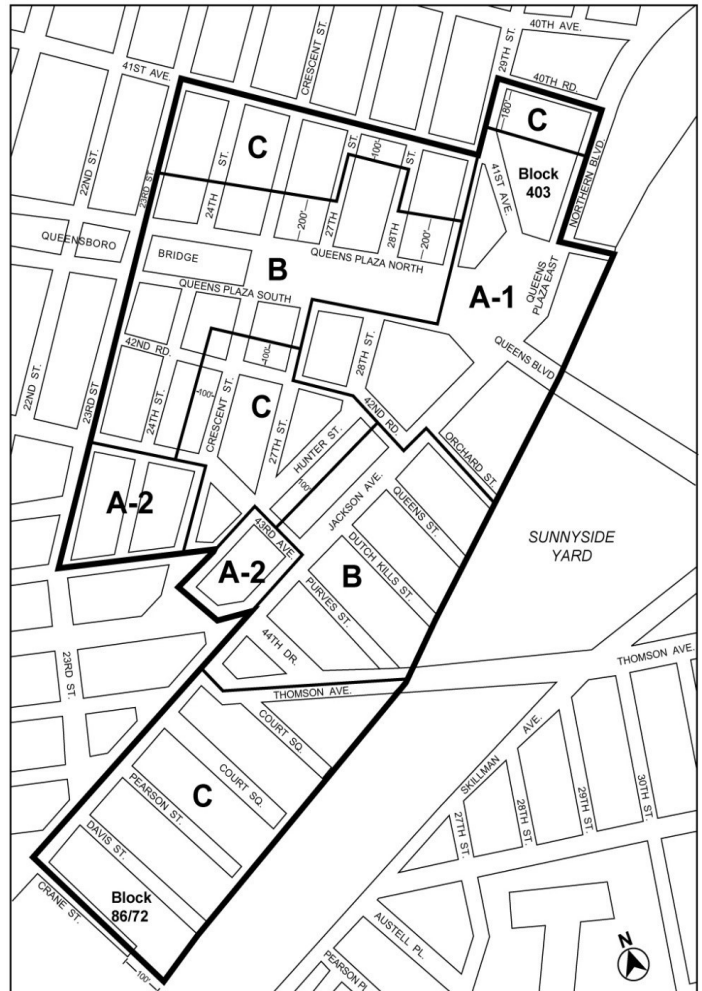 40TH AVE.
29TH ST.
CRESCENT ST.
41ST AVE.
40TH RD.
180'
C
NORTHERN BLVD.
C
ST.
100'
ST.
22ND ST.
23RD ST.
24TH
ST.
Block
403
41ST AVE.
200'
27TH
28TH
200'
QUEENSBORO
BRIDGE
QUEENS PLAZA NORTH
B
QUEENS PLAZA SOUTH
A-1
QUEENS
PLAZA EAST
42ND RD.
100'
28TH ST.
QUEENS BLVD
22ND ST.
23RD ST
24TH ST.
100'
CRESCENT ST.
C
27TH ST.
42ND RD.
HUNTER ST.
ORCHARD ST.
100'
JACKSON AVE.
QUEENS ST.
A-2
43RD AVE.
DUTCH KILLS ST.
SUNNYSIDE
YARD
A-2
B
PURVES ST.
44TH DR.
23RD ST.
THOMSON AVE.
THOMSON AVE.
COURT SQ.
COURT SQ.
SKILLMAN AVE.
C
PEARSON ST.
27TH ST.
28TH ST.
29TH ST.
30TH ST.
DAVIS ST.
Block
86/72
CRANE ST.
AUSTELL PL.
N
PEARSON PL
100'